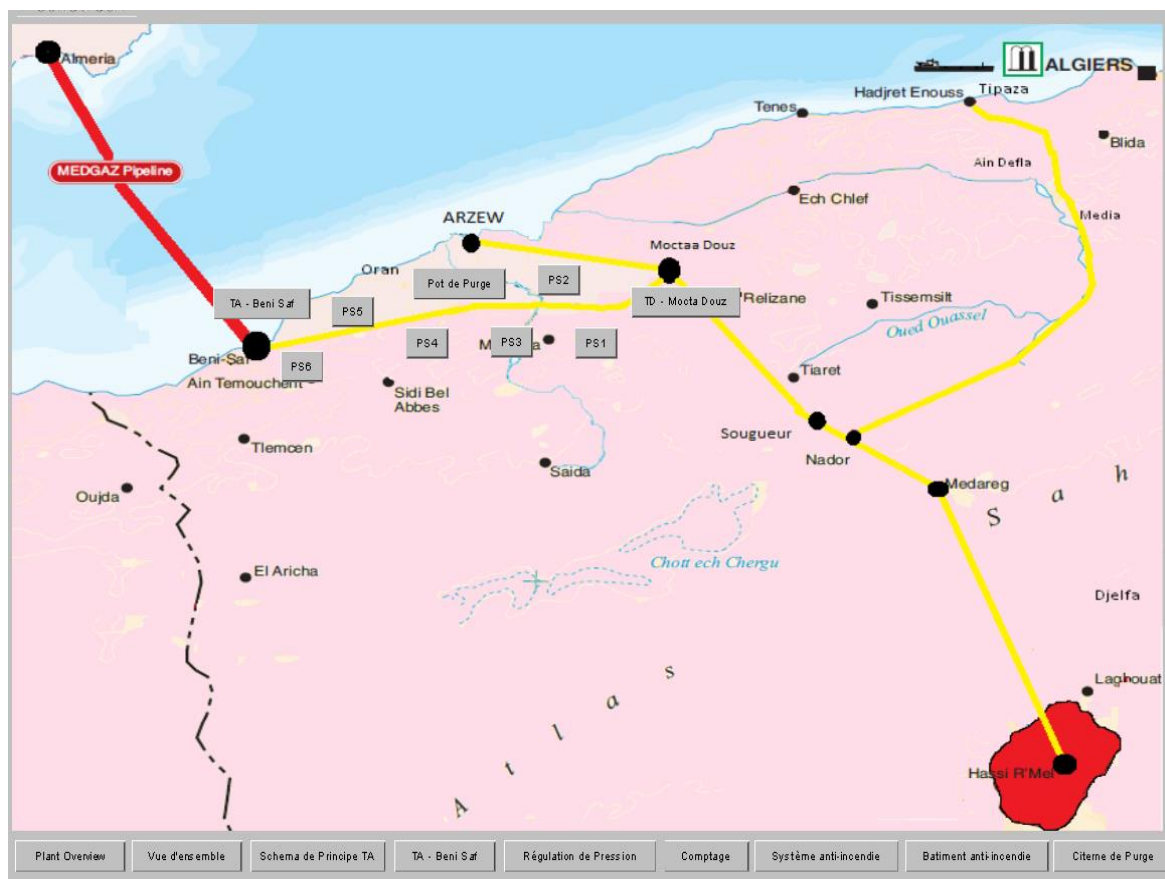 Almeria
ALGIERS
Hadjret Enouss
Tipaza
Tenes
Blida
MEDGAZ Pipeline
Ain Defla
Ech Chlef
Media
ARZEW
Moctaa Douz
Oran
Pot de Purge
PS2
TA - Beni Saf
TD - Mocta Douz
Relizane
Tissemsilt
PS5
Oued Ouassel
PS4
PS3
PS1
Beni-Saf
PS6
Ain Temouchent
Tiaret
Sidi Bel
Abbes
Sougueur
Tlemcen
Nador
Saida
Medareg
Oujda
S a h
Chott ech Chergu
El Aricha
Djelfa
A t l a s
Laghouat
Hassi R'Mel
Plant Overview
Vue d'ensemble
Schema de Principe TA
TA - Beni Saf
Régulation de Pression
Comptage
Système anti-incendie
Batiment anti-incendie
Citerne de Purge